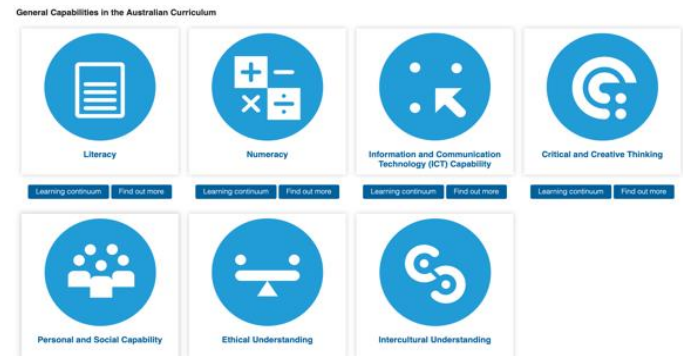 General Capabilities in the Australian Curriculum
Literacy
Numeracy
Information and Communication
Technology (ICT) Capability
Critical and Creative Thinking
Learning continuum Find out more
Learning continuum Find out more
Learning continuum Find out more
Learning continuum Find out more
Personal and Social Capability
Ethical Understanding
Intercultural Understanding